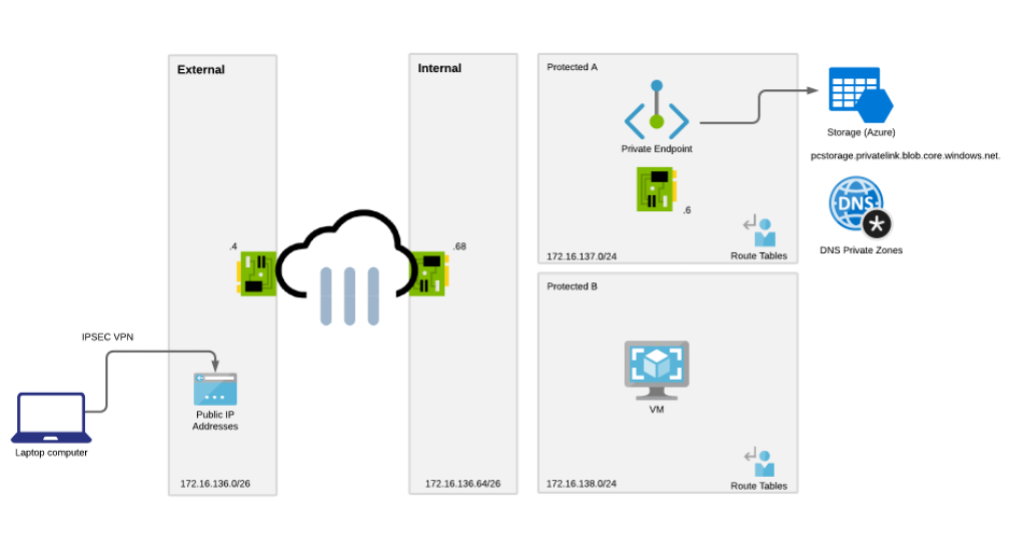 External
Internal
Protected A
Private Endpoint
Storage (Azure)
pcstorage.privatelink.blob.core.windows.net.
.6
DNS
*
Route Tables
DNS Private Zones
172.16.137.0/24
.4
.68
Protected B
IPSEC VPN
VM
Public IP
Addresses
Laptop computer
172.16.136.0/26
172.16.136.64/26
172.16.138.0/24
Route Tables